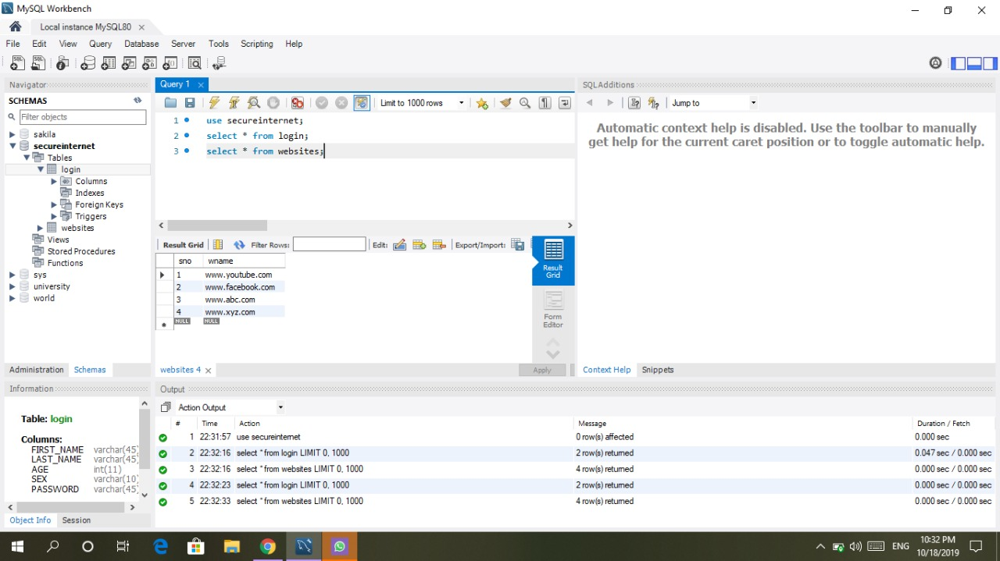 MySQL Workbench
Local instance MySQL80
File Edit View Query Database Server Tools Scripting Help
Navigator
SCHEMAS
Filter objects
sakila
secureinternet
Tables
login
Columns
Indexes
Foreign Keys
Triggers
websites
Views
Stored Procedures
Functions
sys
university
world
Administration Schemas
Information
Table: login
Columns:
FIRST_NAME varchar(45)
LAST_NAME varchar(45)
AGE int(11)
SEX varchar(10)
PASSWORD varchar(45)
Object Info Session
Query 1
Limit to 1000 rows
1 use secureinternet;
2 select * from login;
3 select * from websites;
Result Grid Filter Rows: Edit: Export/Import:
sno wname
1 www.youtube.com
2 www.facebook.com
3 www.abc.com
4 www.xyz.com
NULL NULL
Result Grid
Form Editor
websites 4
Apply
SQLAdditions
Jump to
Automatic context help is disabled. Use the toolbar to manually
get help for the current caret position or to toggle automatic help.
Context Help Snippets
Output
Action Output
# Time Action Message Duration / Fetch
1 22:31:57 use secureinternet 0 row(s) affected 0.000 sec
2 22:32:16 select * from login LIMIT 0, 1000 2 row(s) returned 0.047 sec / 0.000 sec
3 22:32:16 select * from websites LIMIT 0, 1000 4 row(s) returned 0.000 sec / 0.000 sec
4 22:32:23 select * from login LIMIT 0, 1000 2 row(s) returned 0.000 sec / 0.000 sec
5 22:32:33 select * from websites LIMIT 0, 1000 4 row(s) returned 0.000 sec / 0.000 sec
ENG
10:32 PM
10/18/2019